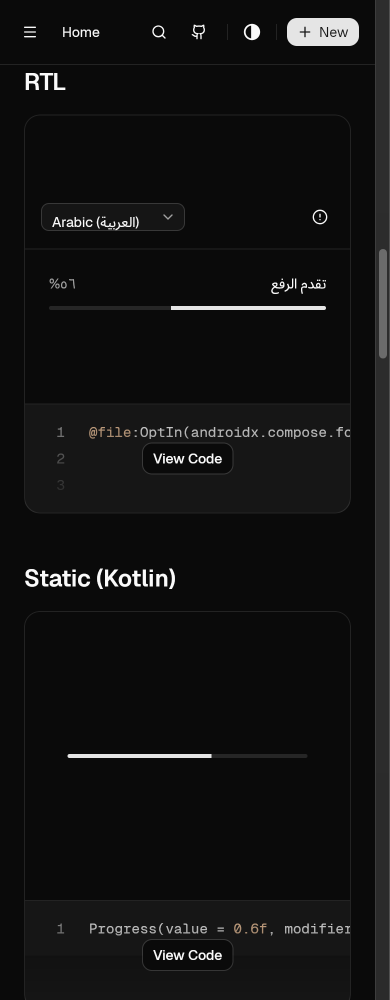 Home
New
RTL
Arabic (العربية)
تقدم الرفع
%٥٦
1 @file:OptIn(androidx.compose.fo
2
View Code
3
Static (Kotlin)
1 Progress(value = 0.6f, modifier
View Code